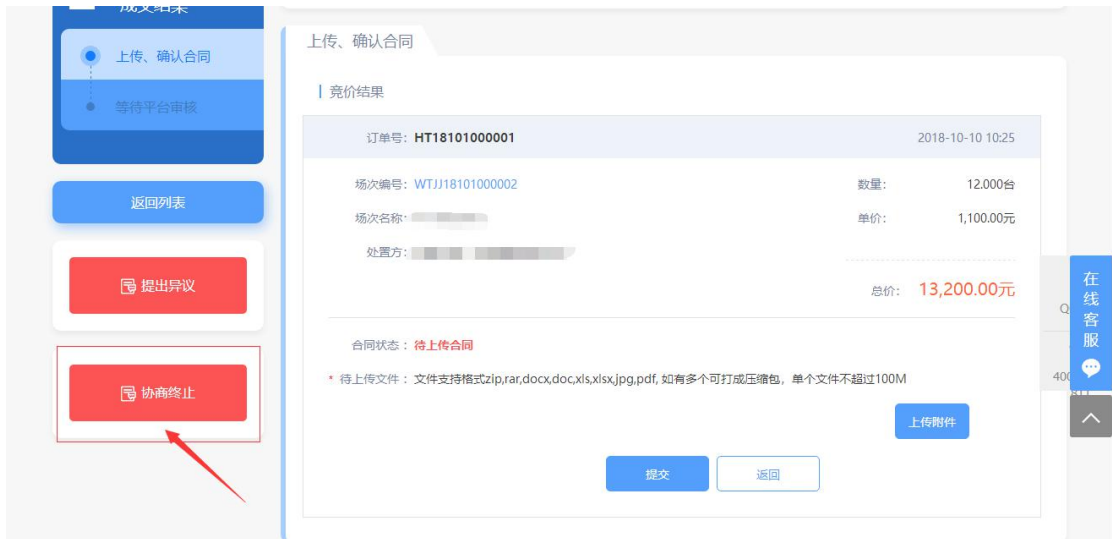 成交结果
上传、确认合同
等待平台审核
返回列表
提出异议
协商终止
上传、确认合同
竞价结果
订单号：HT18101000001
2018-10-10 10:25
场次编号：WTJJ18101000002
数量：
12.000台
场次名称：
单价：
1,100.00元
处置方：
总价：
13,200.00元
合同状态：待上传合同
* 待上传文件：文件支持格式zip,rar,docx,doc,xls,xlsx,jpg,pdf, 如有多个可打成压缩包，单个文件不超过100M
上传附件
提交
返回
在线客服